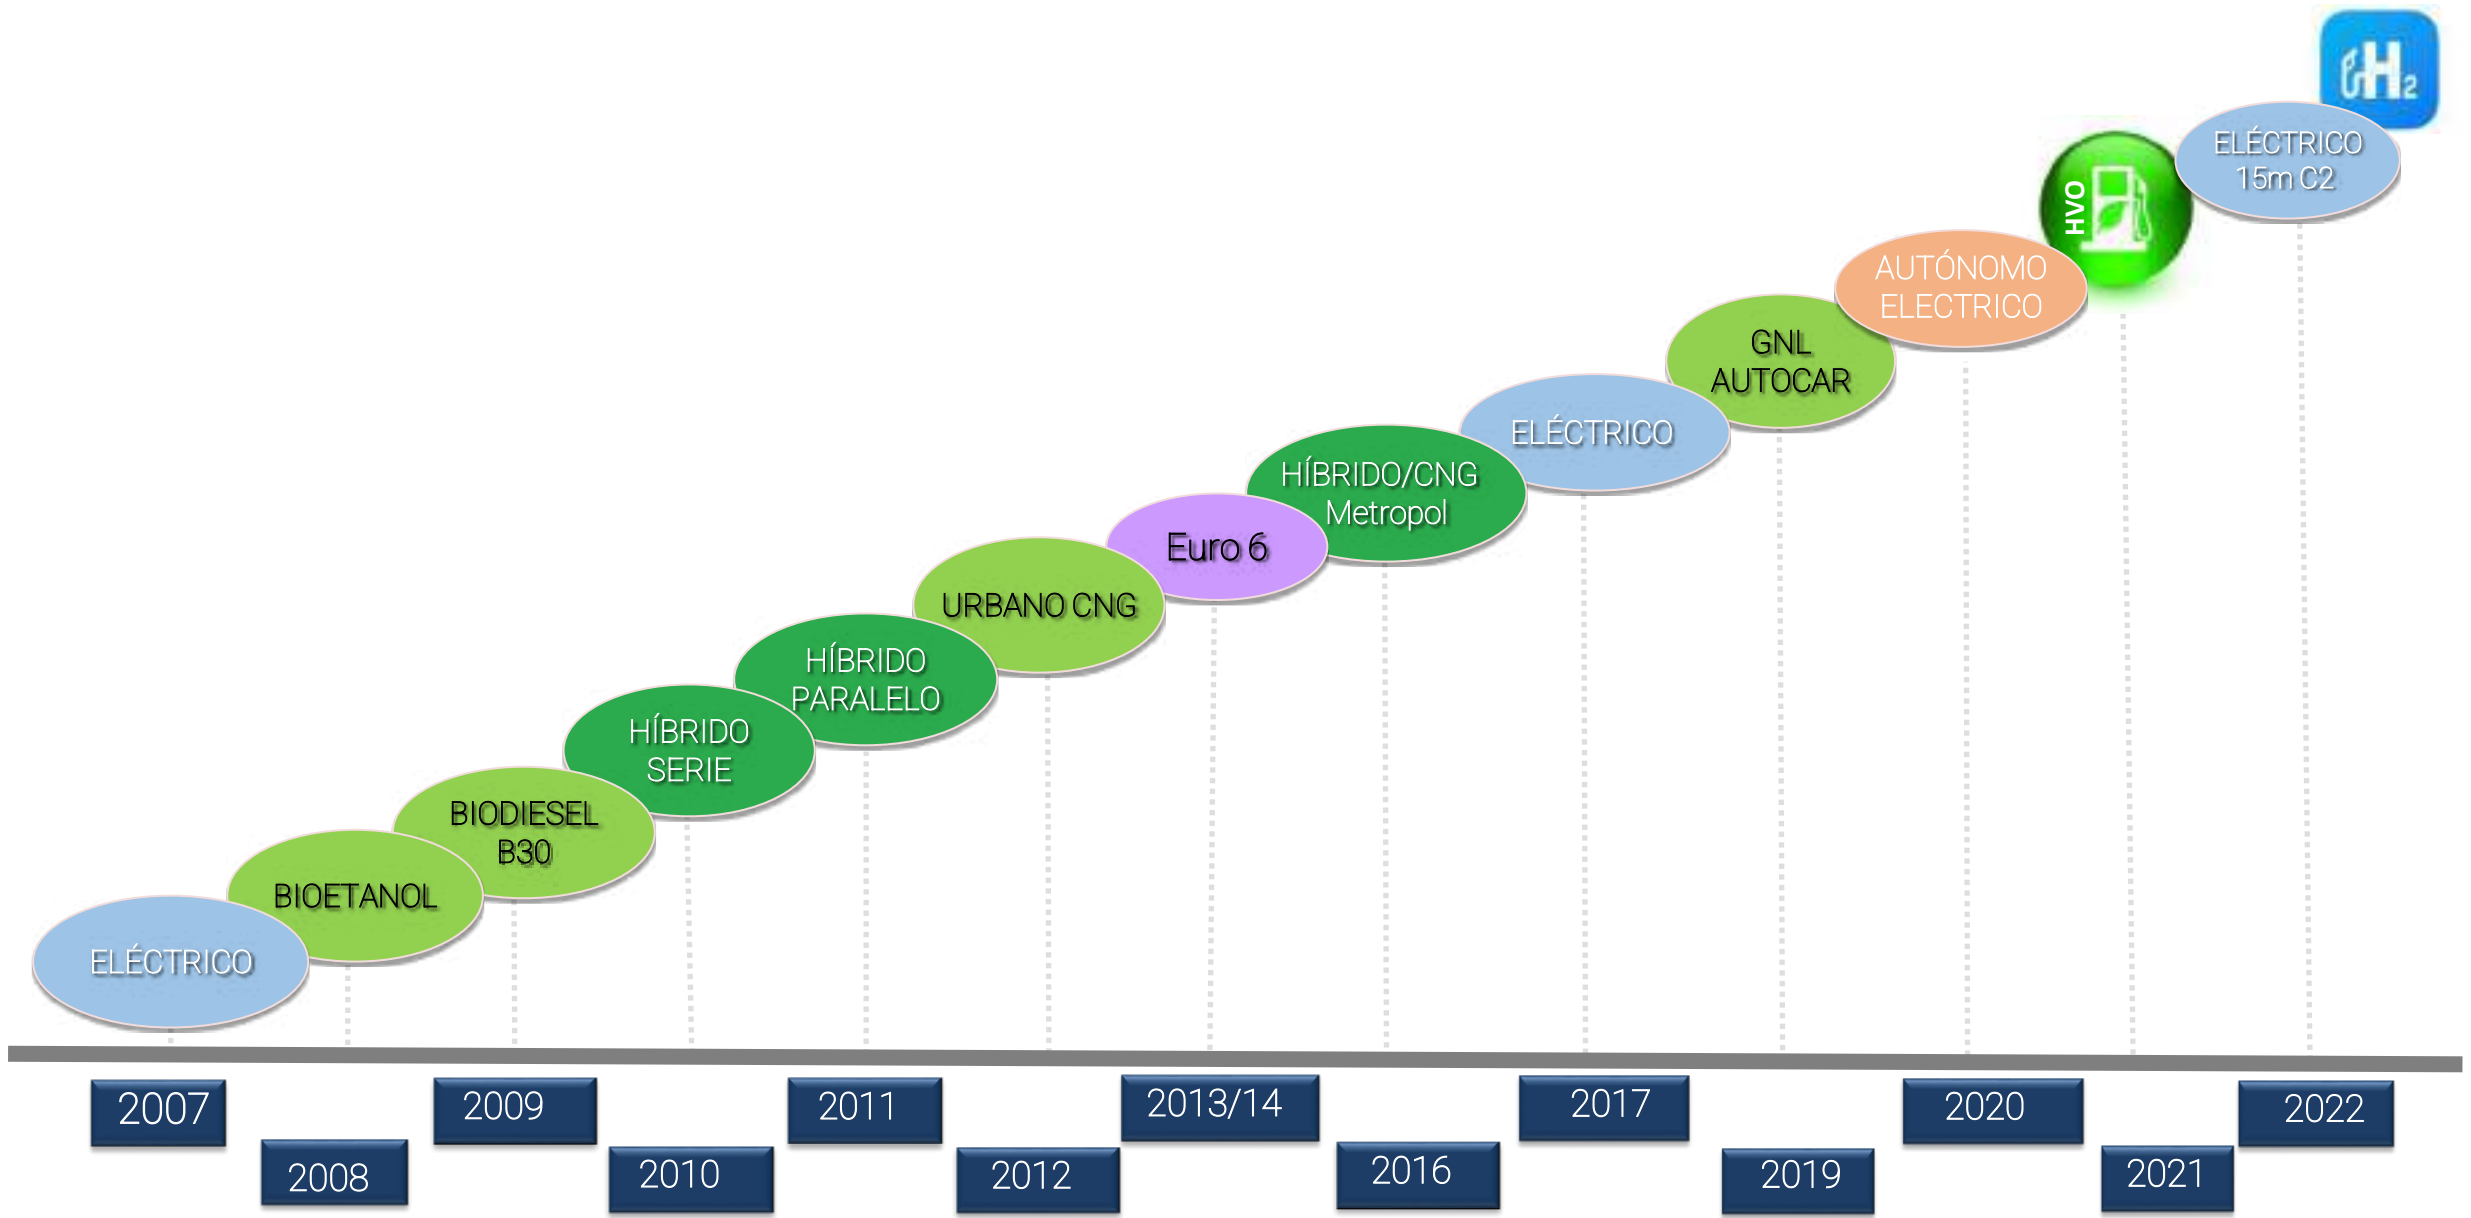 H2
ELÉCTRICO
15m C2
HVO
AUTÓNOMO
ELECTRICO
GNL
AUTOCAR
ELÉCTRICO
HÍBRIDO/CNG
Metropol
Euro 6
URBANO CNG
HÍBRIDO
PARALELO
HÍBRIDO
SERIE
BIODIESEL
B30
BIOETANOL
ELÉCTRICO
2007
2008
2009
2010
2011
2012
2013/14
2016
2017
2019
2020
2021
2022